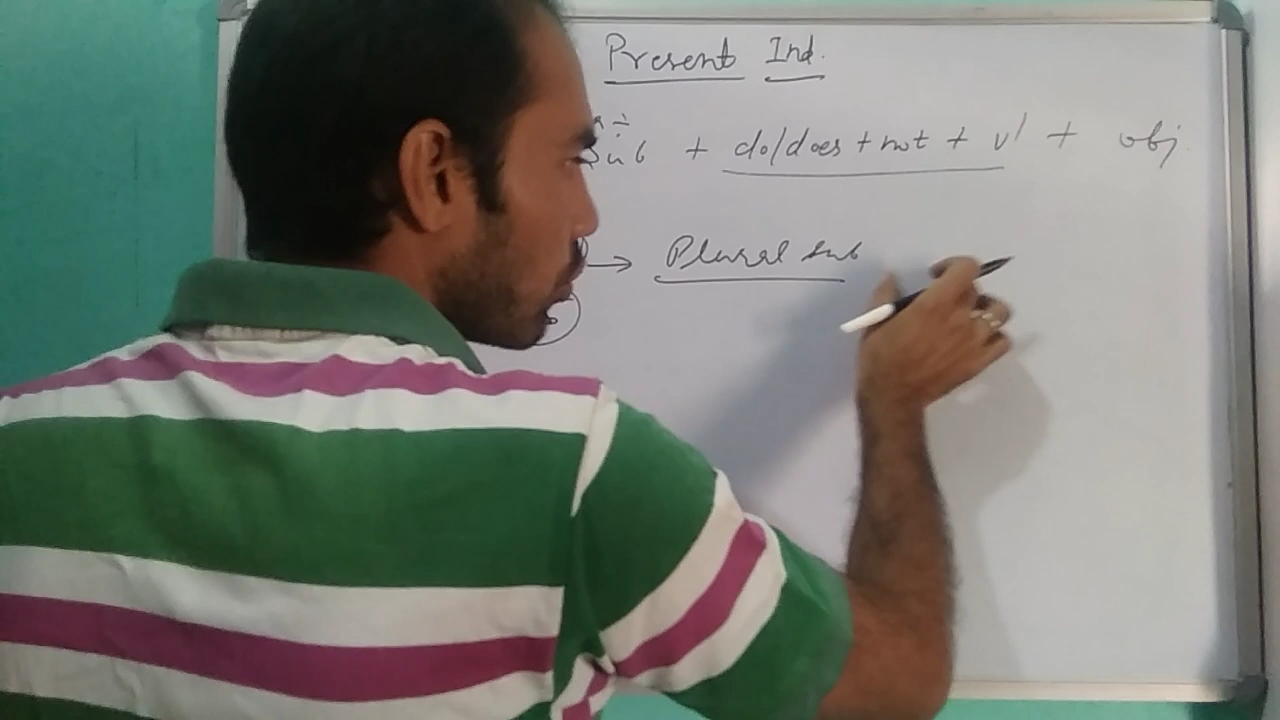 Present Ind.
Sub + do/does + not + v1 + obj
→ Plural sub